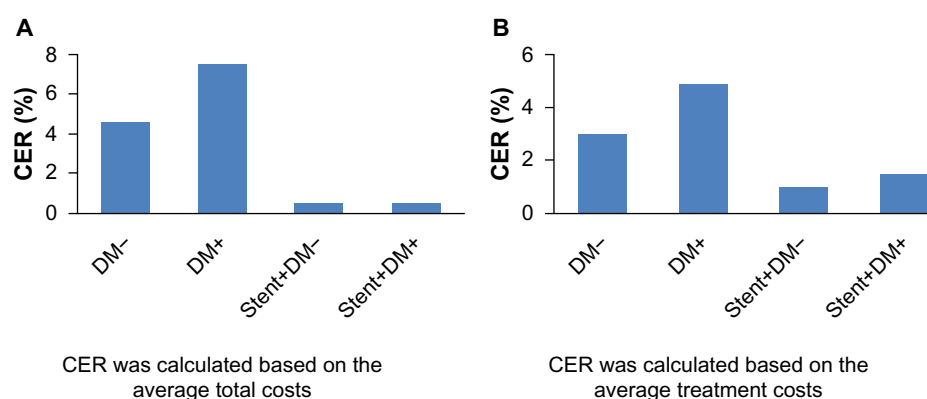 A
CER (%)
8
6
4
2
0
DM−
DM+
Stent+DM−
Stent+DM+
CER was calculated based on the
average total costs
B
CER (%)
6
4
2
0
DM−
DM+
Stent+DM−
Stent+DM+
CER was calculated based on the
average treatment costs